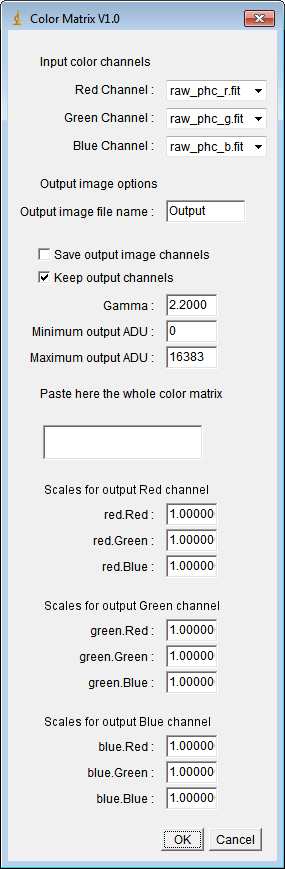 Color Matrix V1.0
Input color channels
Red Channel : raw_phc_r.fit
Green Channel : raw_phc_g.fit
Blue Channel : raw_phc_b.fit
Output image options
Output image file name : Output
Save output image channels
Keep output channels
Gamma : 2.2000
Minimum output ADU : 0
Maximum output ADU : 16383
Paste here the whole color matrix
Scales for output Red channel
red.Red : 1.00000
red.Green : 1.00000
red.Blue : 1.00000
Scales for output Green channel
green.Red : 1.00000
green.Green : 1.00000
green.Blue : 1.00000
Scales for output Blue channel
blue.Red : 1.00000
blue.Green : 1.00000
blue.Blue : 1.00000
OK Cancel